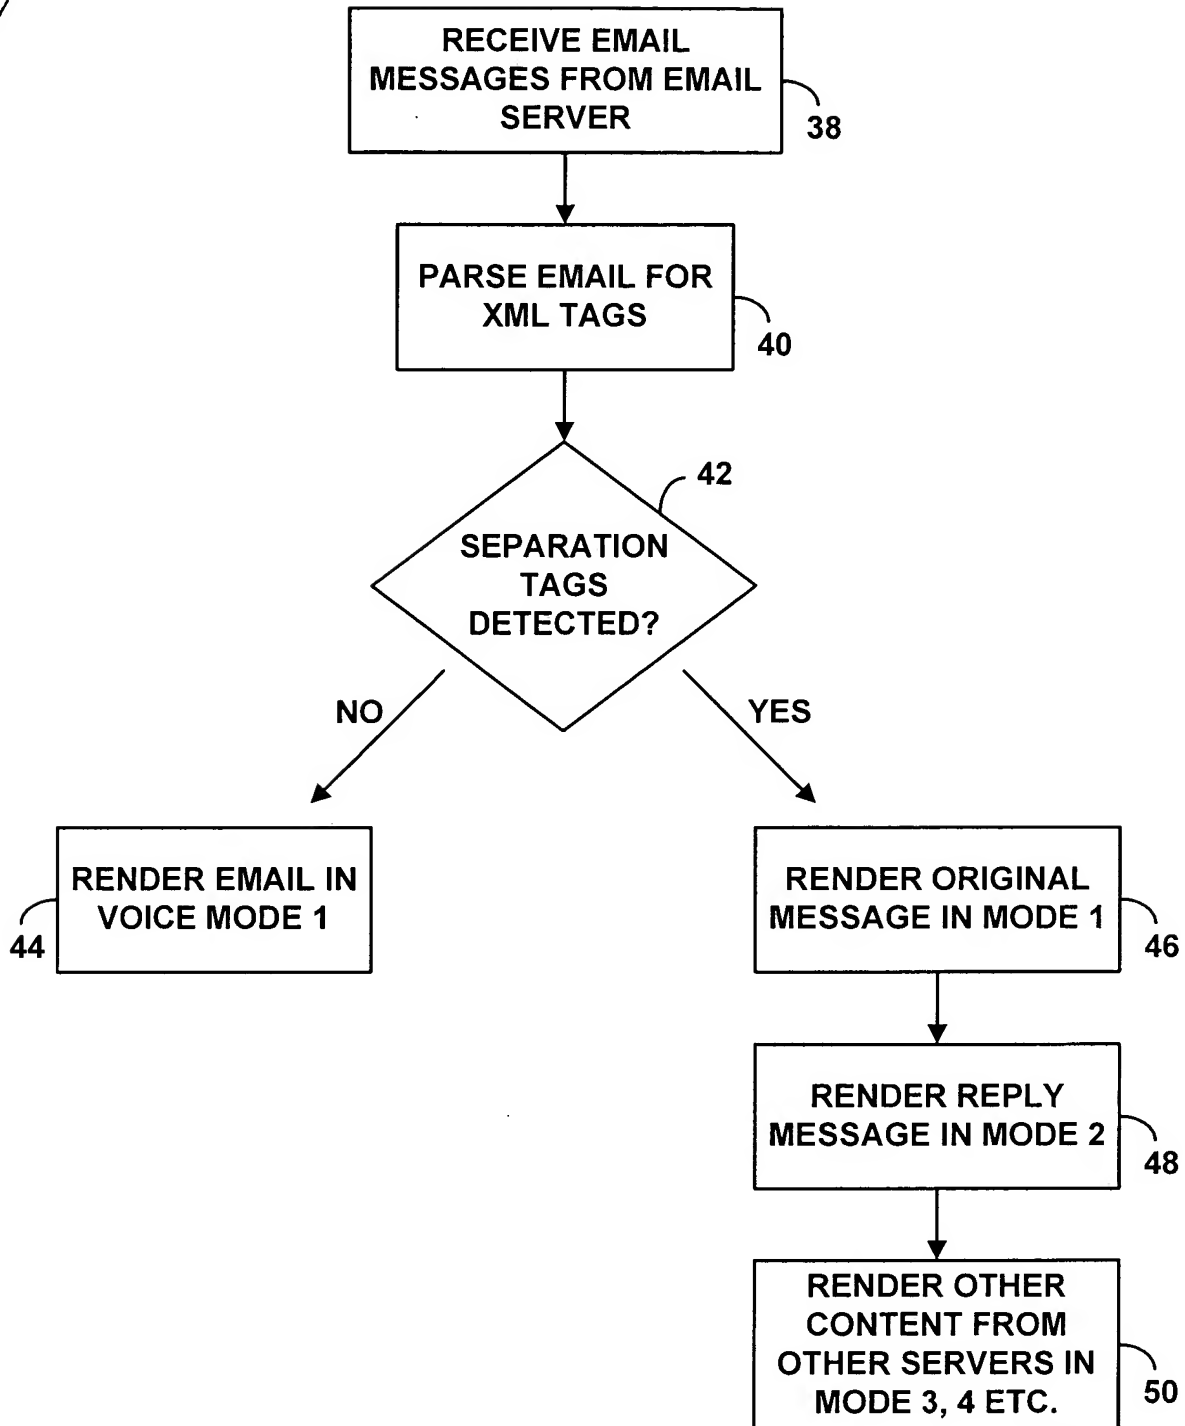 RECEIVE EMAIL
MESSAGES FROM EMAIL
SERVER
38
PARSE EMAIL FOR
XML TAGS
40
42
SEPARATION
TAGS
DETECTED?
NO
YES
RENDER EMAIL IN
VOICE MODE 1
44
RENDER ORIGINAL
MESSAGE IN MODE 1
46
RENDER REPLY
MESSAGE IN MODE 2
48
RENDER OTHER
CONTENT FROM
OTHER SERVERS IN
MODE 3, 4 ETC.
50